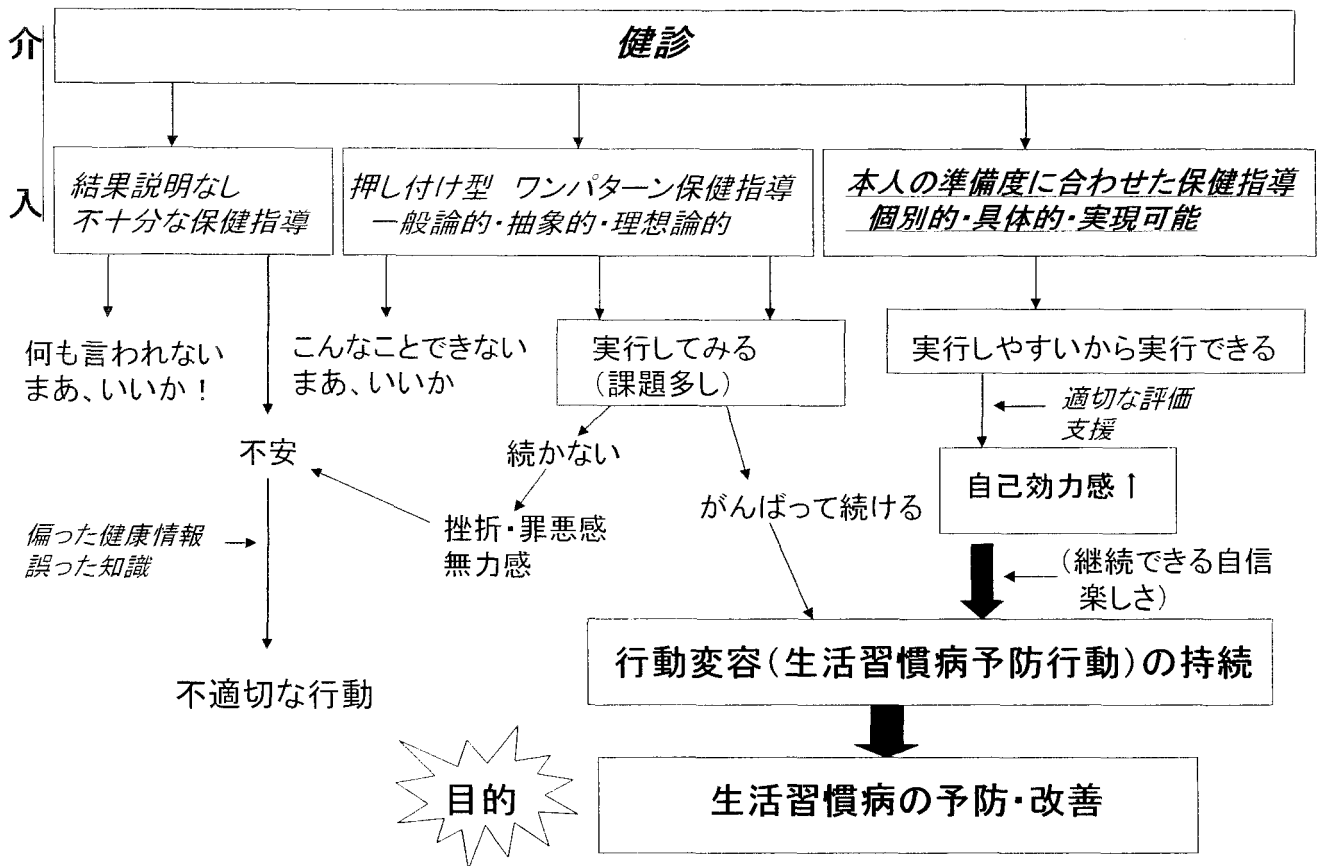 介
入
健診
結果説明なし
不十分な保健指導
押し付け型 ワンパターン保健指導
一般論的・抽象的・理想論的
本人の準備度に合わせた保健指導
個別的・具体的・実現可能
何も言われない
まあ、いいか！
こんなことできない
まあ、いいか
実行してみる
(課題多し)
実行しやすいから実行できる
適切な評価
支援
不安
続かない
自己効力感↑
がんばって続ける
挫折・罪悪感
無力感
偏った健康情報
誤った知識
(継続できる自信
楽しさ)
行動変容(生活習慣病予防行動)の持続
不適切な行動
目的
生活習慣病の予防・改善